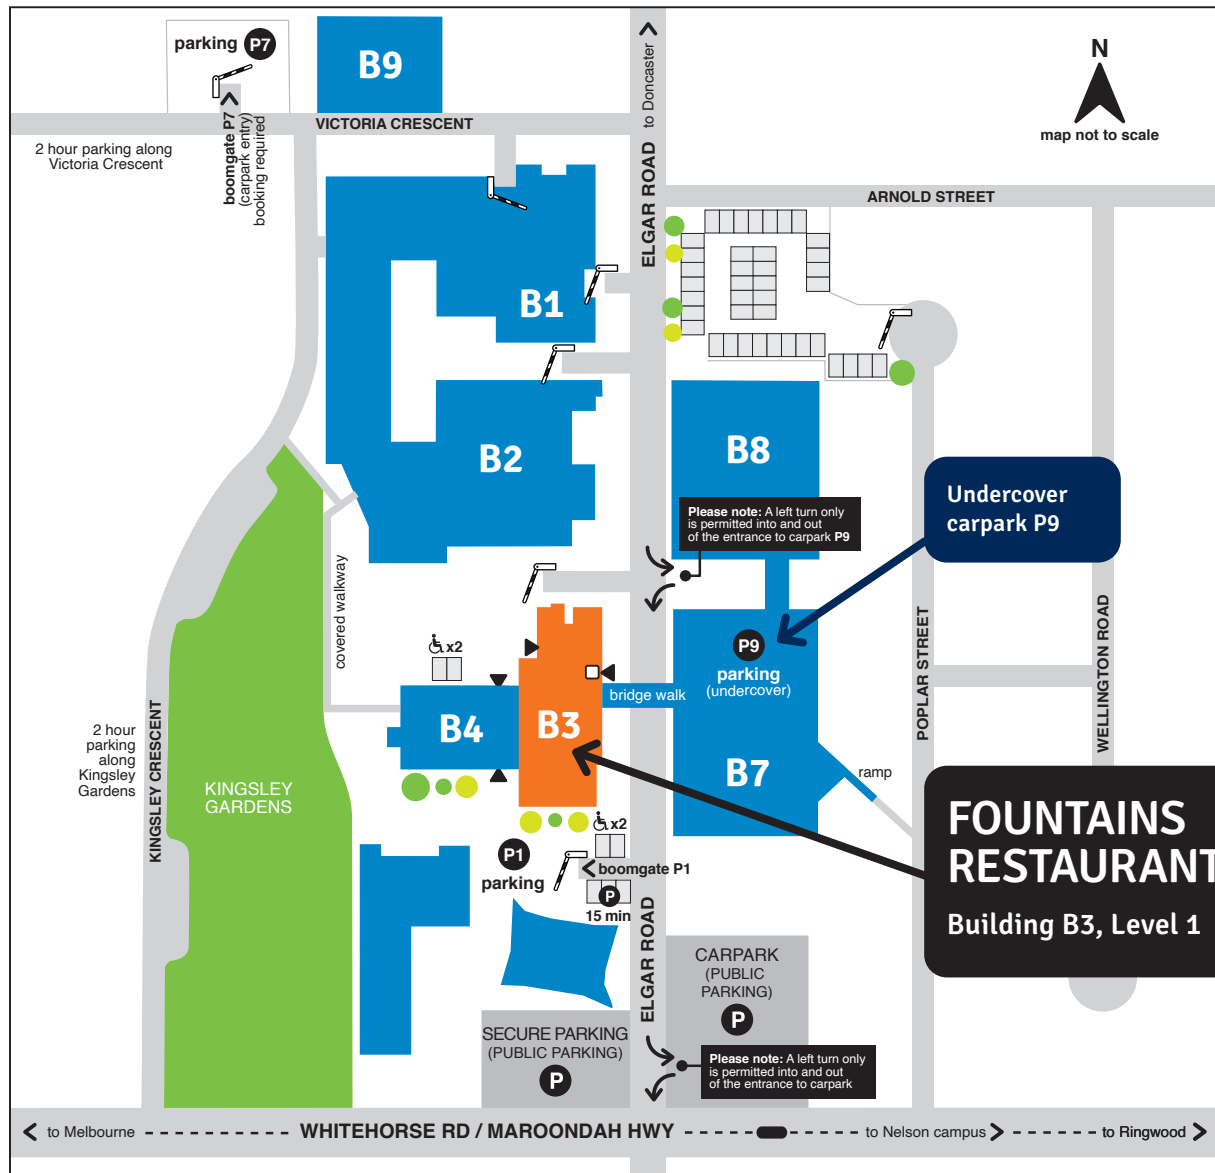 parking P7
B9
to Doncaster
N
map not to scale
VICTORIA CRESCENT
2 hour parking along
Victoria Crescent
boomgate P7
(carpark entry)
booking required
ELGAR ROAD
ARNOLD STREET
B1
B2
B8
Undercover
carpark P9
Please note: A left turn only
is permitted into and out
of the entrance to carpark P9
covered walkway
x2
P9
parking
(undercover)
bridge walk
B4
B3
B7
POPLAR STREET
WELLINGTON ROAD
ramp
2 hour
parking
along
Kingsley
Gardens
KINGSLEY CRESCENT
KINGSLEY
GARDENS
FOUNTAINS
RESTAURANT
Building B3, Level 1
x2
P1
parking
boomgate P1
P
15 min
ELGAR ROAD
CARPARK
(PUBLIC
PARKING)
P
SECURE PARKING
(PUBLIC PARKING)
P
Please note: A left turn only
is permitted into and out
of the entrance to carpark
to Melbourne
WHITEHORSE RD / MAROONDAH HWY
to Nelson campus
to Ringwood